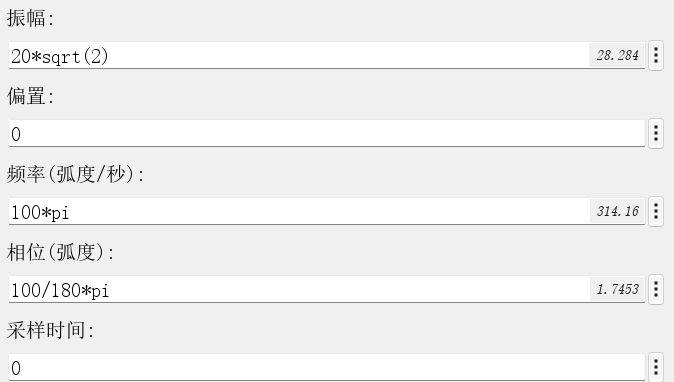 振幅:
20*sqrt(2) 28.284
偏置:
0
频率(弧度/秒):
100*pi 314.16
相位(弧度):
100/180*pi 1.7453
采样时间:
0